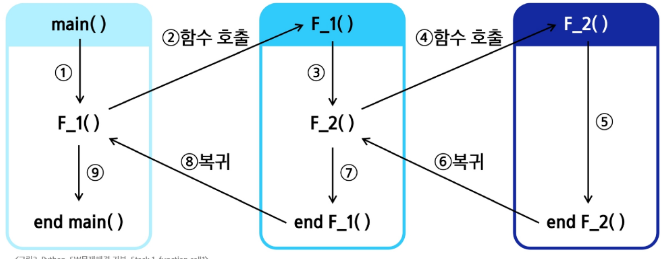 main( )
F_1( )
F_2( )
②함수 호출
④함수 호출
①
③
⑤
F_1( )
F_2( )
⑧복귀
⑥복귀
⑨
⑦
end main( )
end F_1( )
end F_2( )